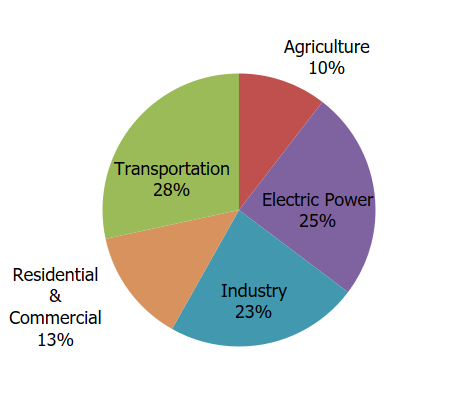 Agriculture
10%
Transportation
28%
Electric Power
25%
Residential
&
Commercial
13%
Industry
23%